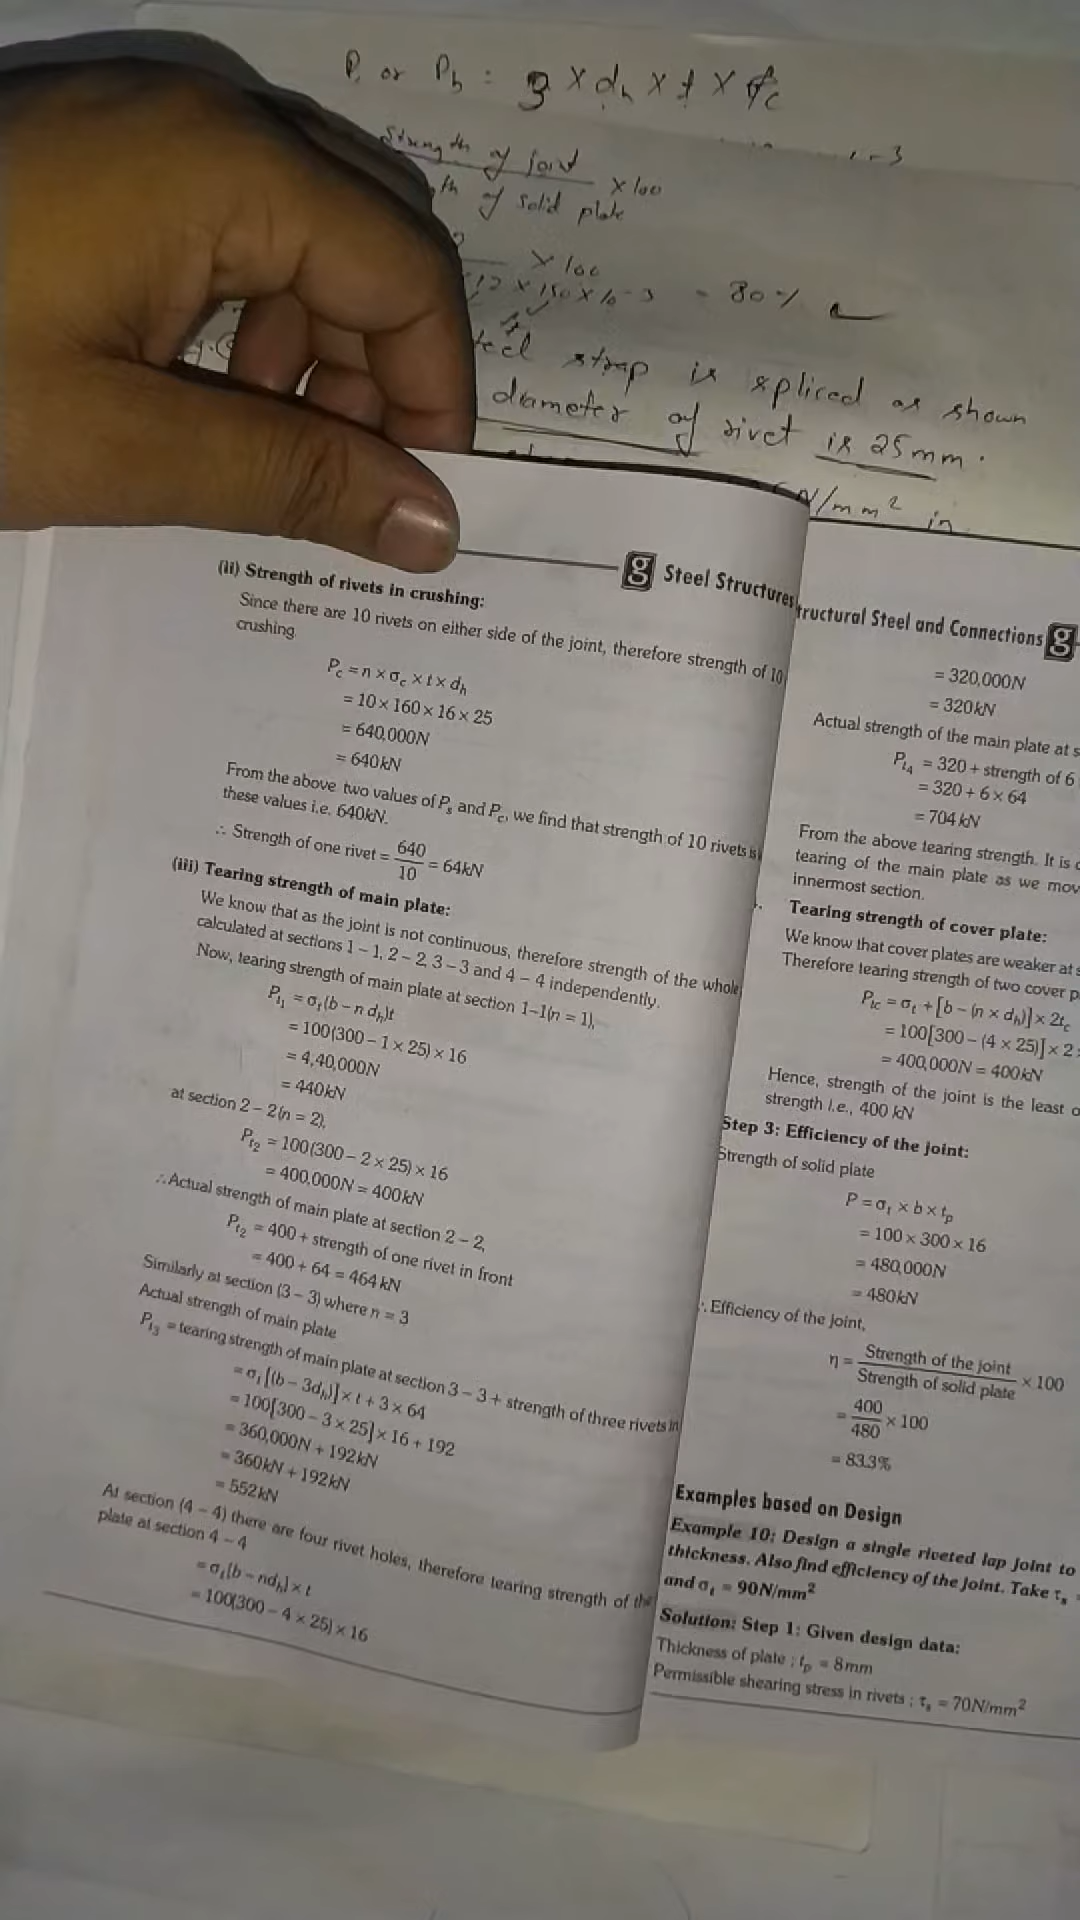 P. or Pb = 3 × dh × t × σc
Strength of joint
of solid plate × 100
× 100
12 × 150 × 10-3 = 80%
steel strap is spliced as shown
diameter of rivet is 25mm.
N/mm² in
g Steel Structures
(ii) Strength of rivets in crushing:
Since there are 10 rivets on either side of the joint, therefore strength of 10
crushing
Pc = n × σc × t × dh
= 10 × 160 × 16 × 25
= 640,000N
= 640kN
From the above two values of Ps and Pc, we find that strength of 10 rivets is
these values i.e. 640kN.
∴ Strength of one rivet = 640/10 = 64kN
(iii) Tearing strength of main plate:
We know that as the joint is not continuous, therefore strength of the whole
calculated at sections 1 – 1, 2 – 2, 3 – 3 and 4 – 4 independently.
Now, tearing strength of main plate at section 1–1(n = 1),
Pt1 = σt(b – n dh)t
= 100(300 – 1 × 25) × 16
= 4,40,000N
= 440kN
at section 2 – 2(n = 2),
Pt2 = 100(300 – 2 × 25) × 16
= 400,000N = 400kN
∴ Actual strength of main plate at section 2 – 2,
Pt2 = 400 + strength of one rivet in front
= 400 + 64 = 464kN
Similarly at section (3 – 3) where n = 3
Actual strength of main plate
Pt3 = tearing strength of main plate at section 3 – 3 + strength of three rivets in
= σt[(b – 3dh)] × t + 3 × 64
= 100[300 – 3 × 25] × 16 + 192
= 360,000N + 192kN
= 360kN + 192kN
= 552kN
At section (4 – 4) there are four rivet holes, therefore tearing strength of the
plate at section 4 – 4
= σt(b – ndh) × t
= 100(300 – 4 × 25) × 16
tructural Steel and Connections g
= 320,000N
= 320kN
Actual strength of the main plate at s
Pt4 = 320 + strength of 6
= 320 + 6 × 64
= 704kN
From the above tearing strength. It is
tearing of the main plate as we mov
innermost section.
Tearing strength of cover plate:
We know that cover plates are weaker at s
Therefore tearing strength of two cover p
Ptc = σt + [b – (n × dh)] × 2tc
= 100[300 – (4 × 25)] × 2
= 400,000N = 400kN
Hence, strength of the joint is the least o
strength i.e., 400 kN
Step 3: Efficiency of the joint:
Strength of solid plate
P = σt × b × tp
= 100 × 300 × 16
= 480,000N
= 480kN
∴ Efficiency of the joint,
η = Strength of the joint / Strength of solid plate × 100
= 400/480 × 100
= 83.3%
Examples based on Design
Example 10: Design a single riveted lap joint to
thickness. Also find efficiency of the joint. Take τs =
and σt = 90N/mm²
Solution: Step 1: Given design data:
Thickness of plate ; tp = 8mm
Permissible shearing stress in rivets ; τs = 70N/mm²